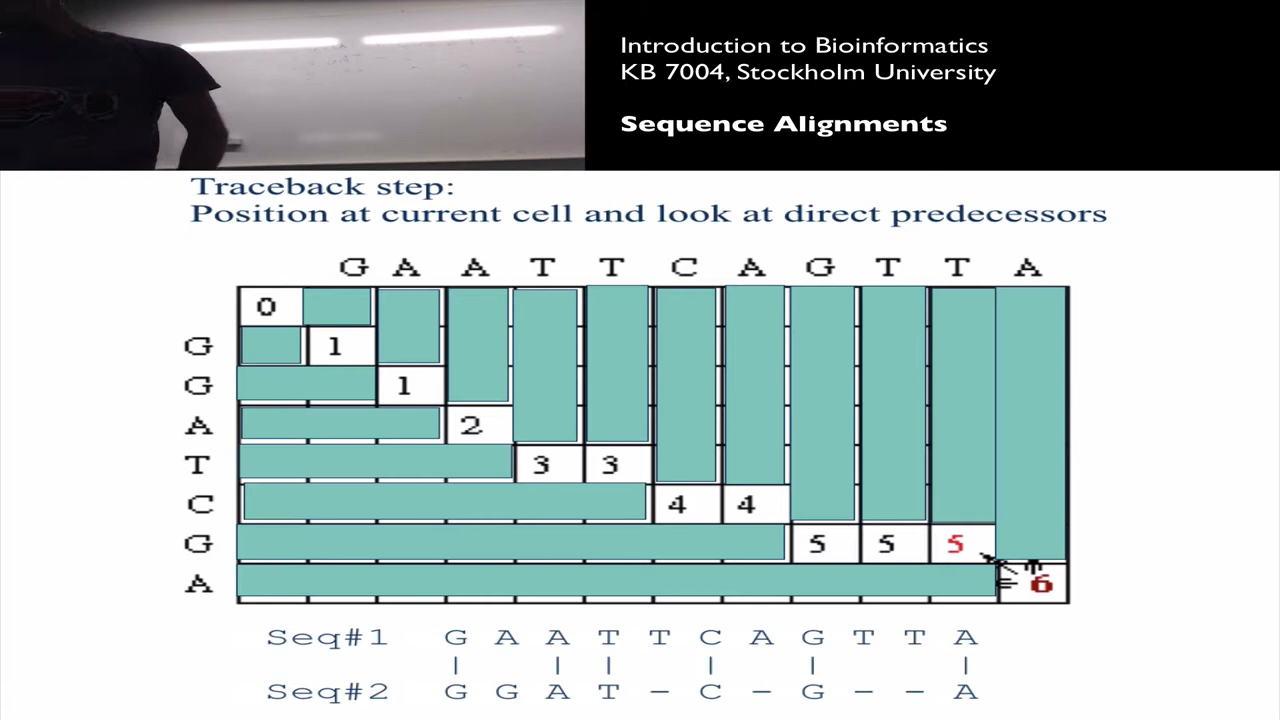 Introduction to Bioinformatics
KB 7004, Stockholm University
Sequence Alignments
Traceback step:
Position at current cell and look at direct predecessors
G A A T T C A G T T A
0
G 1
G 1
A 2
T 3 3
C 4 4
G 5 5 5
A 6
Seq#1 G A A T T C A G T T A
| | | | | |
Seq#2 G G A T - C - G - - A